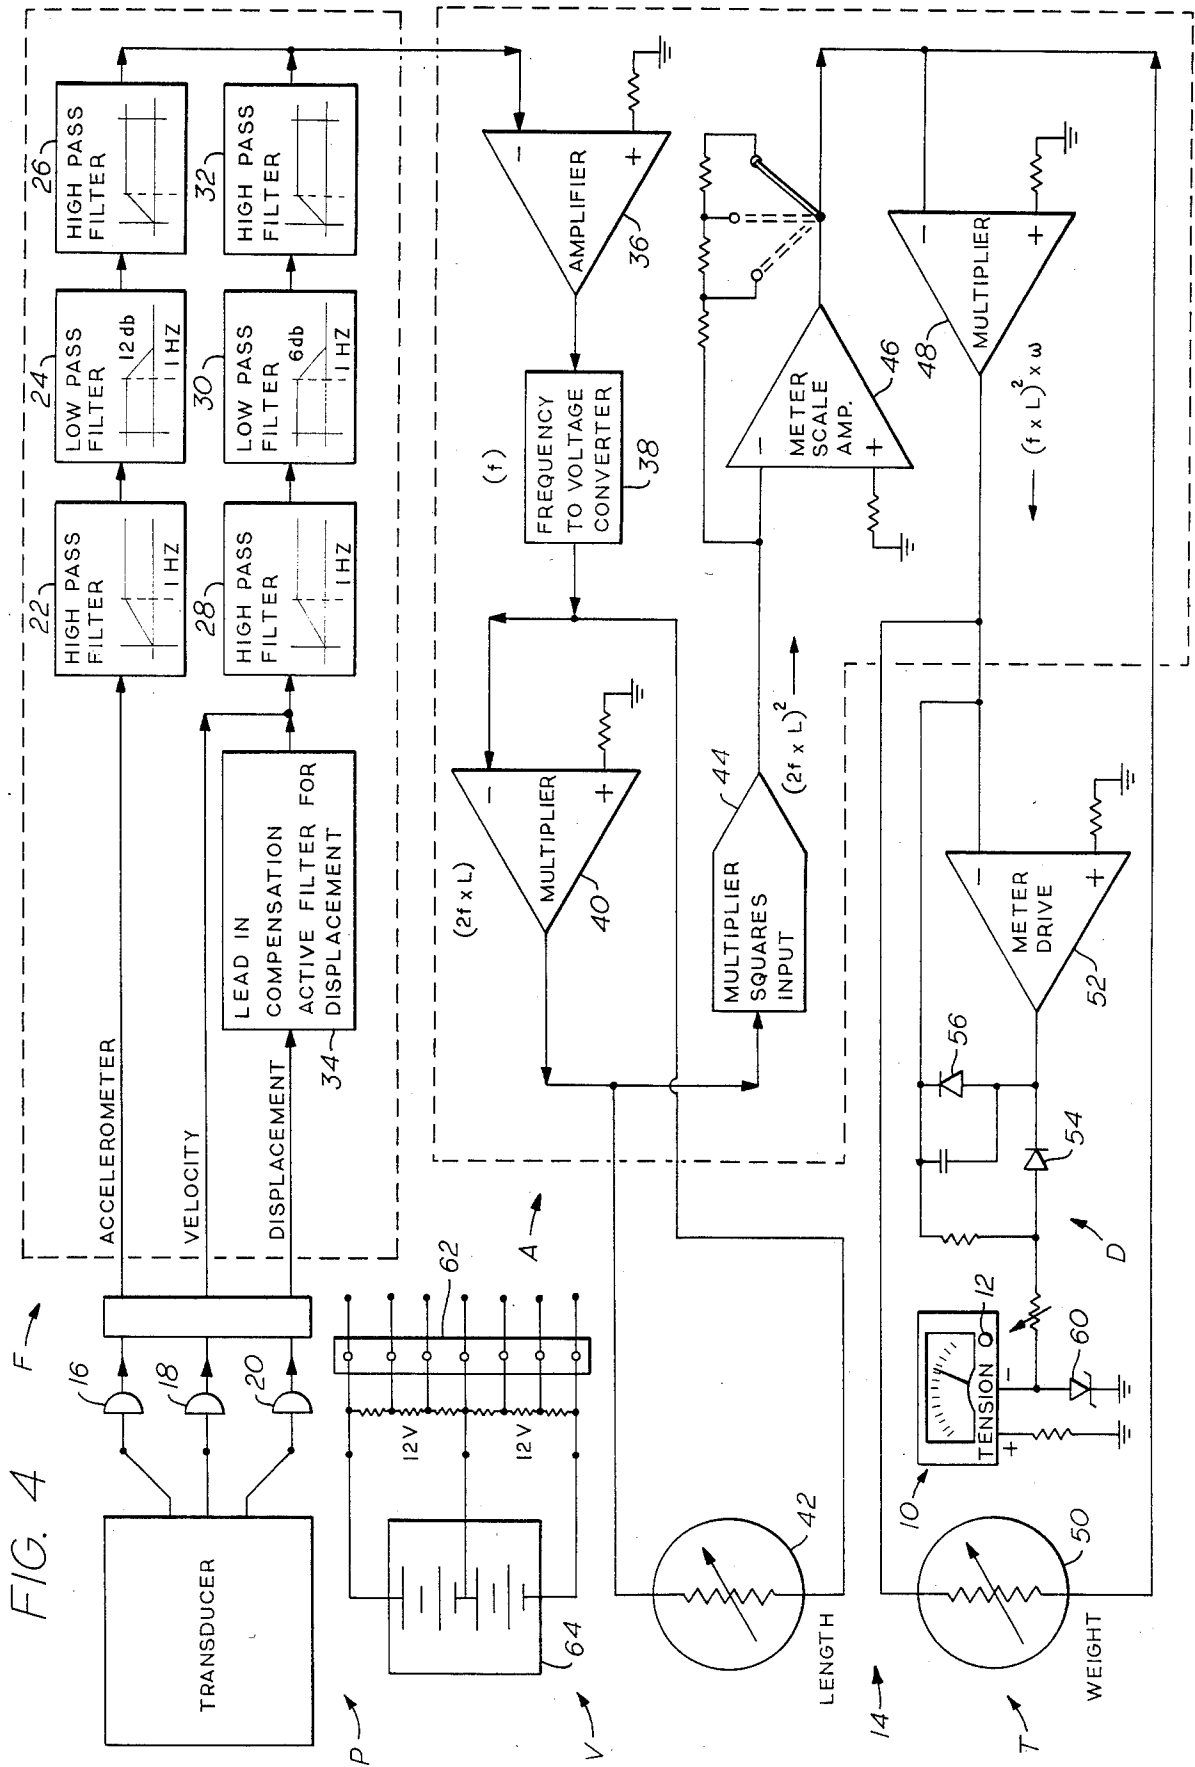 FIG. 4
F
TRANSDUCER
P
16
18
20
ACCELEROMETER
VELOCITY
DISPLACEMENT
22
HIGH PASS
FILTER
1 HZ
24
LOW PASS
FILTER
12db
1 HZ
26
HIGH PASS
FILTER
28
HIGH PASS
FILTER
1 HZ
30
LOW PASS
FILTER
6db
1 HZ
32
HIGH PASS
FILTER
LEAD IN
COMPENSATION
ACTIVE FILTER FOR
DISPLACEMENT
34
12V
12V
62
64
V
A
(2f x L)
−
+
MULTIPLIER
40
(f)
FREQUENCY
TO VOLTAGE
CONVERTER
38
−
+
AMPLIFIER
36
MULTIPLIER
SQUARES
INPUT
44
(2f x L)²
−
+
METER
SCALE
AMP.
46
42
LENGTH
14
−
+
MULTIPLIER
48
(f x L)² x ω
10
TENSION
12
−
+
60
54
56
D
−
+
METER
DRIVE
52
50
WEIGHT
T